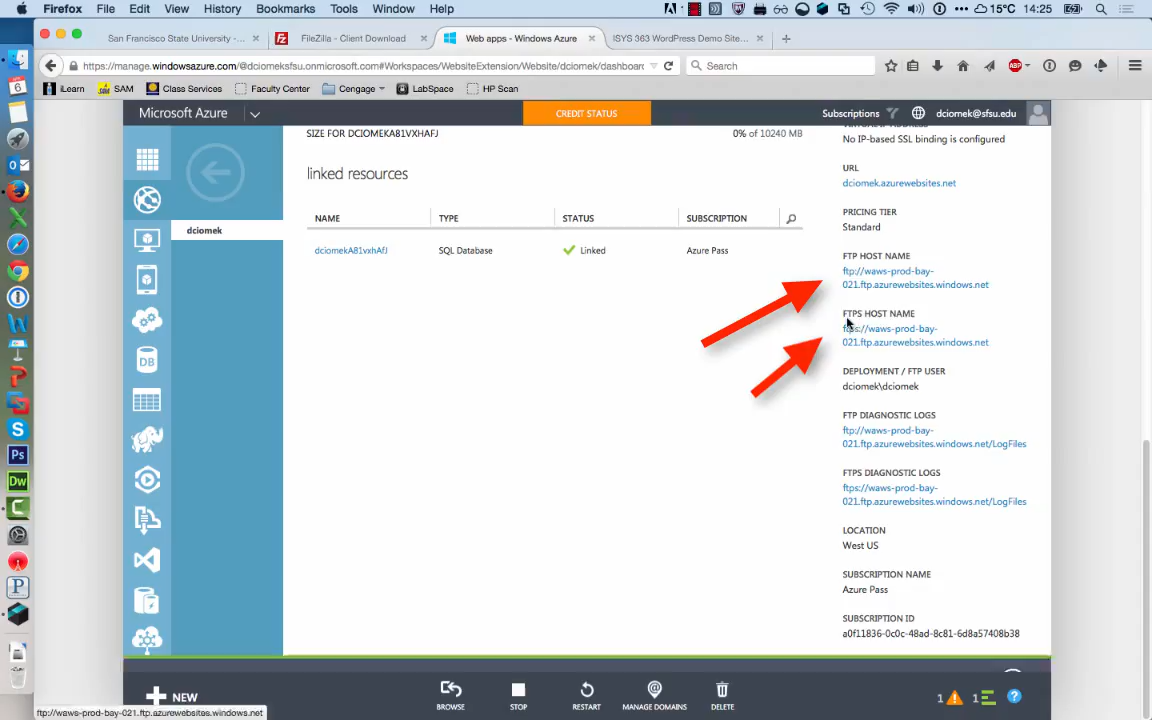 Firefox File Edit View History Bookmarks Tools Window Help 15°C 14:25
San Francisco State University -... FileZilla - Client Download Web apps - Windows Azure ISYS 363 WordPress Demo Site...
https://manage.windowsazure.com/@dciomeksfsu.onmicrosoft.com#Workspaces/WebsiteExtension/Website/dciomek/dashboar Search
iLearn SAM Class Services Faculty Center Cengage LabSpace HP Scan
Microsoft Azure CREDIT STATUS Subscriptions dciomek@sfsu.edu
SIZE FOR DCIOMEKA81VXHAFJ 0% of 10240 MB
No IP-based SSL binding is configured
linked resources
URL
dciomek.azurewebsites.net
NAME TYPE STATUS SUBSCRIPTION
dciomekA81vxhAfJ SQL Database Linked Azure Pass
dciomek
PRICING TIER
Standard
FTP HOST NAME
ftp://waws-prod-bay-
021.ftp.azurewebsites.windows.net
FTPS HOST NAME
ftps://waws-prod-bay-
021.ftp.azurewebsites.windows.net
DEPLOYMENT / FTP USER
dciomek\dciomek
FTP DIAGNOSTIC LOGS
ftp://waws-prod-bay-
021.ftp.azurewebsites.windows.net/LogFiles
FTPS DIAGNOSTIC LOGS
ftps://waws-prod-bay-
021.ftp.azurewebsites.windows.net/LogFiles
LOCATION
West US
SUBSCRIPTION NAME
Azure Pass
SUBSCRIPTION ID
a0f11836-0c0c-48ad-8c81-6d8a57408b38
DB
NEW BROWSE STOP RESTART MANAGE DOMAINS DELETE 1 1
ftp://waws-prod-bay-021.ftp.azurewebsites.windows.net
6
Ps
Dw